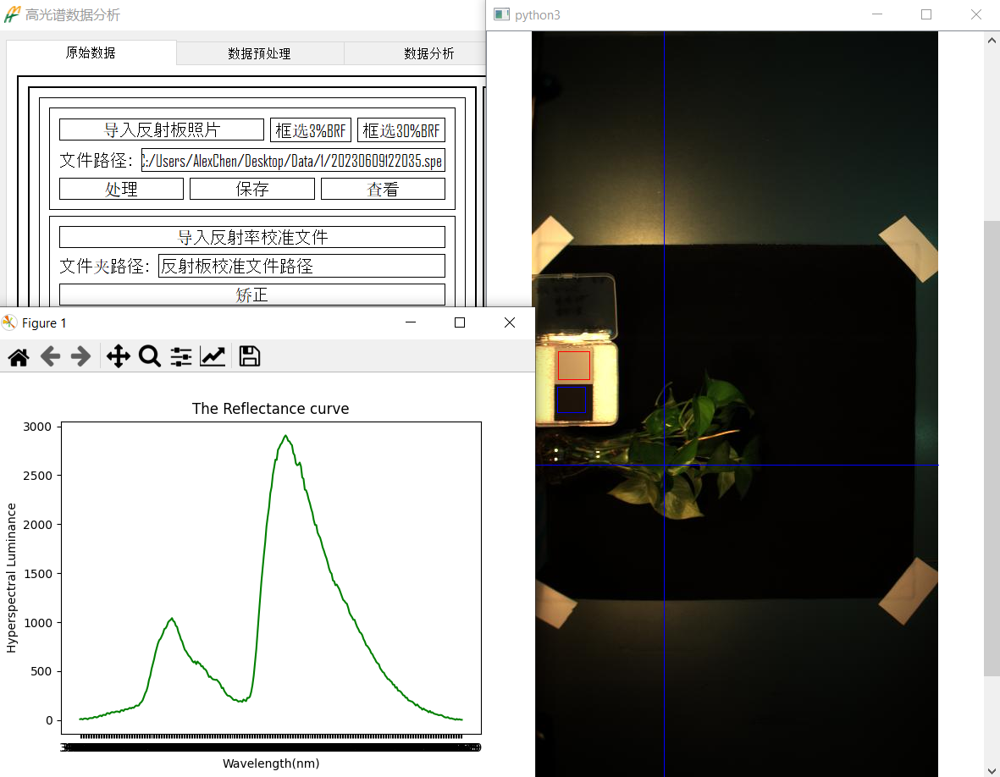 高光谱数据分析
原始数据
数据预处理
数据分析
导入反射板照片
框选3%BRF
框选30%BRF
文件路径:
C:/Users/AlexChen/Desktop/Data/1/20230609122035.spe
处理
保存
查看
导入反射率校准文件
文件夹路径:
反射板校准文件路径
矫正
python3
Figure 1
The Reflectance curve
Hyperspectral Luminance
3000
2500
2000
1500
1000
500
0
Wavelength(nm)